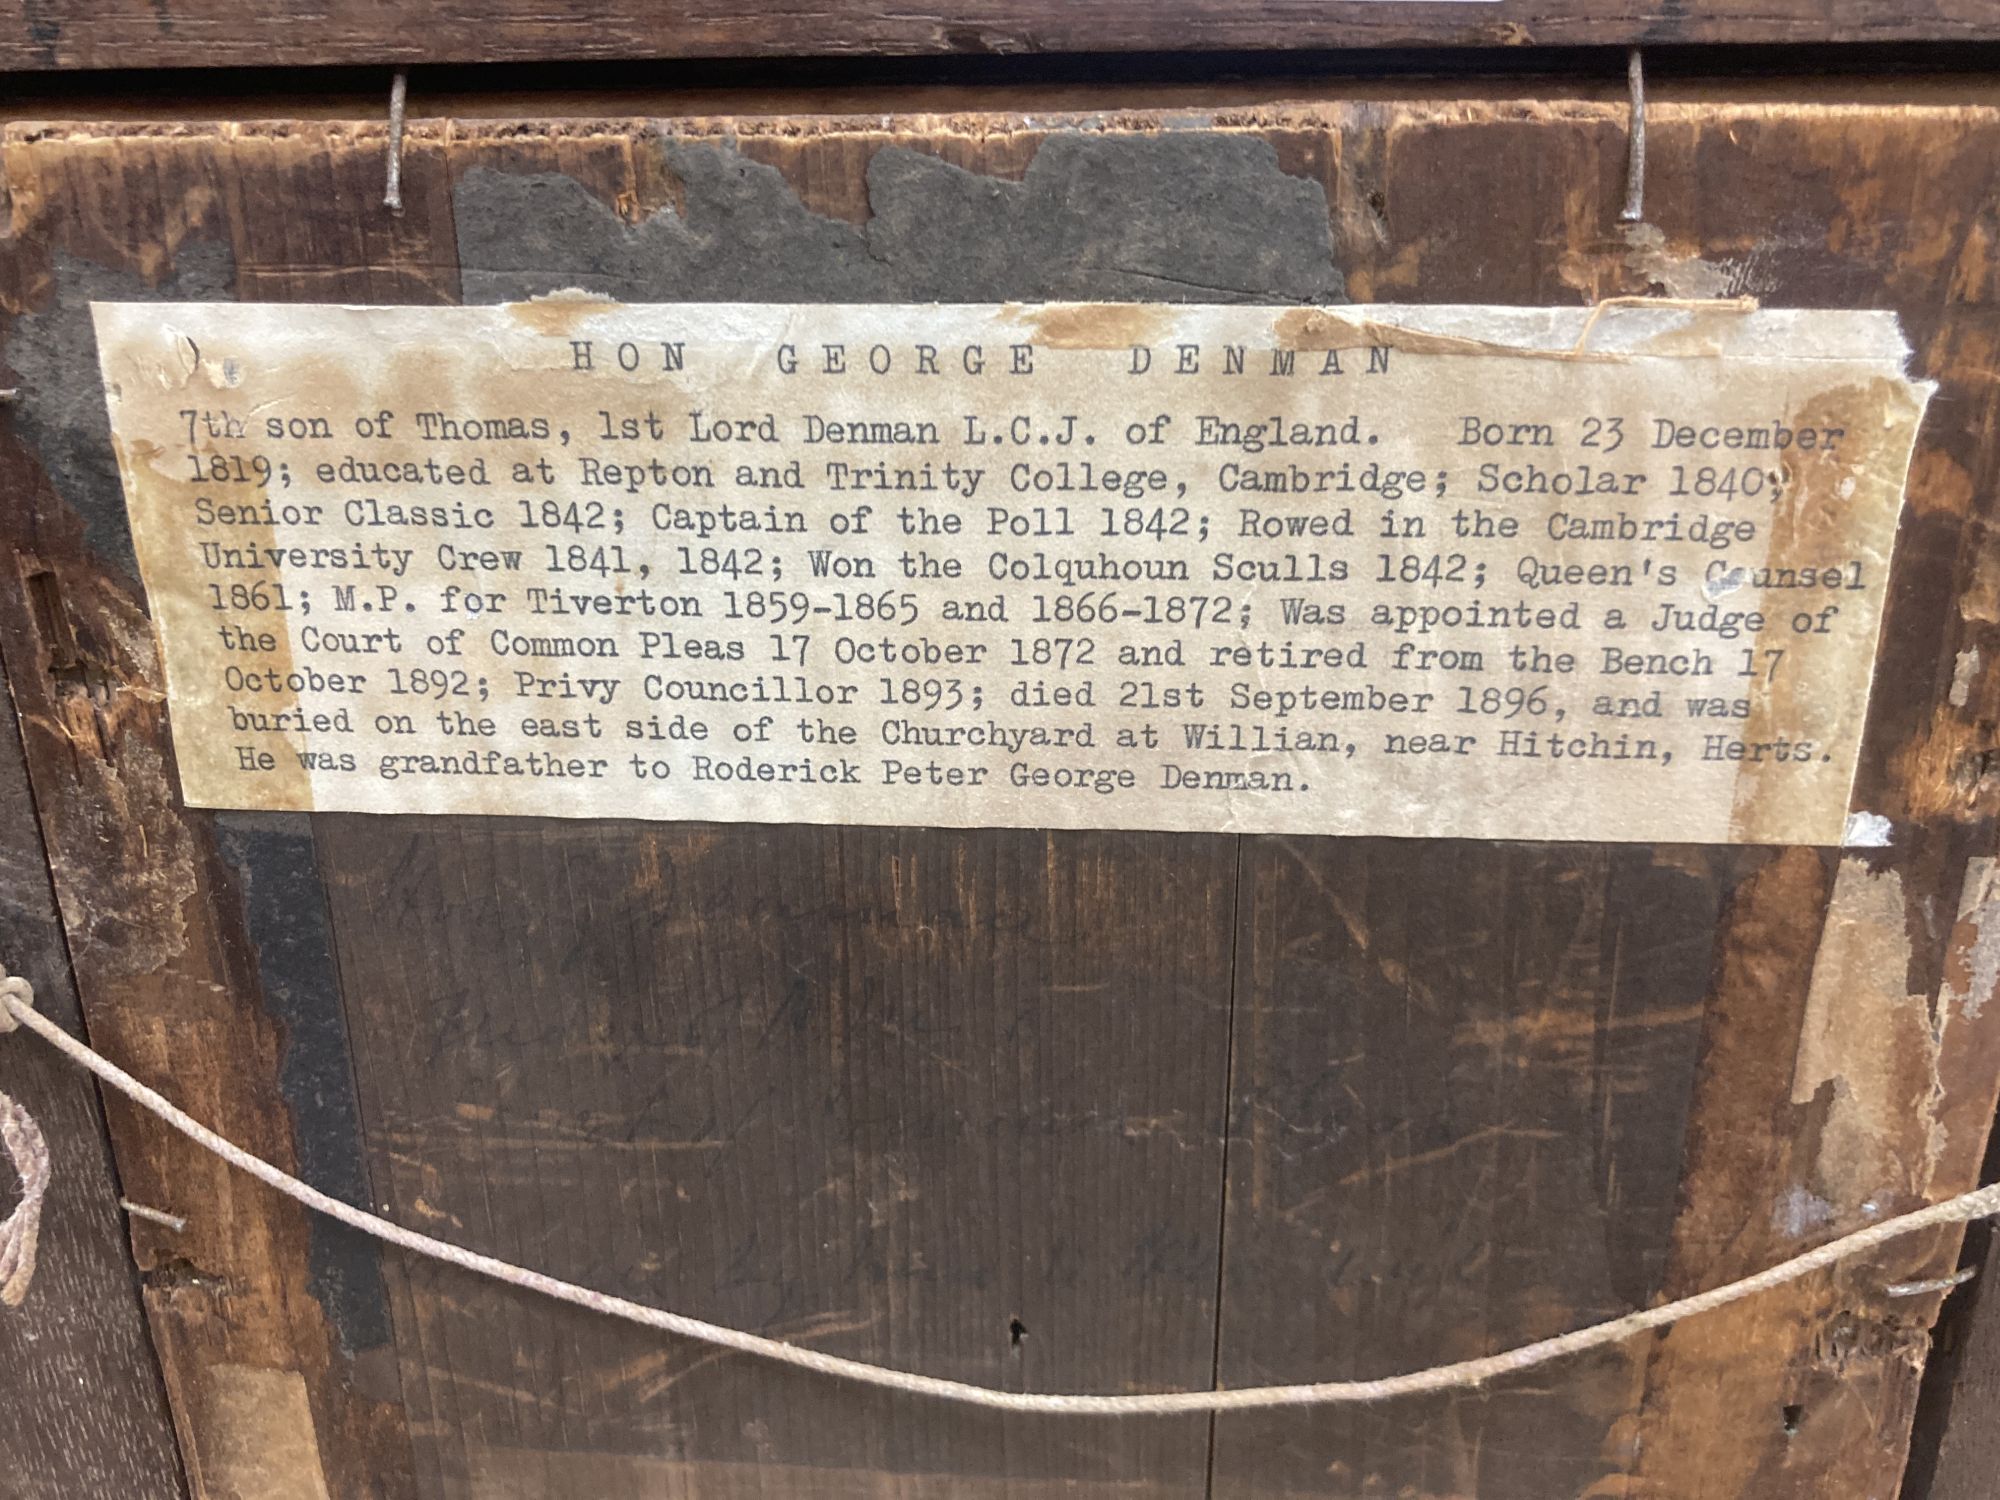 HON GEORGE DENMAN
7th son of Thomas, 1st Lord Denman L.C.J. of England. Born 23 December
1819; educated at Repton and Trinity College, Cambridge; Scholar 1840;
Senior Classic 1842; Captain of the Poll 1842; Rowed in the Cambridge
University Crew 1841, 1842; Won the Colquhoun Sculls 1842; Queen's Counsel
1861; M.P. for Tiverton 1859-1865 and 1866-1872; Was appointed a Judge of
the Court of Common Pleas 17 October 1872 and retired from the Bench 17
October 1892; Privy Councillor 1893; died 21st September 1896, and was
buried on the east side of the Churchyard at Willian, near Hitchin, Herts.
He was grandfather to Roderick Peter George Denman.